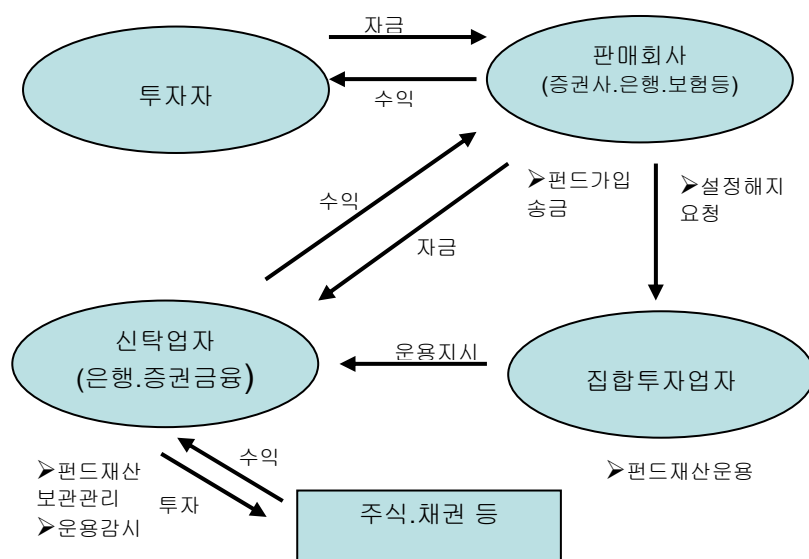 자금
투자자
판매회사
(증권사.은행.보험등)
수익
수익
➢펀드가입
송금
➢설정해지
요청
자금
신탁업자
(은행.증권금융)
운용지시
집합투자업자
➢펀드재산
보관관리
➢운용감시
수익
투자
➢펀드재산운용
주식.채권 등